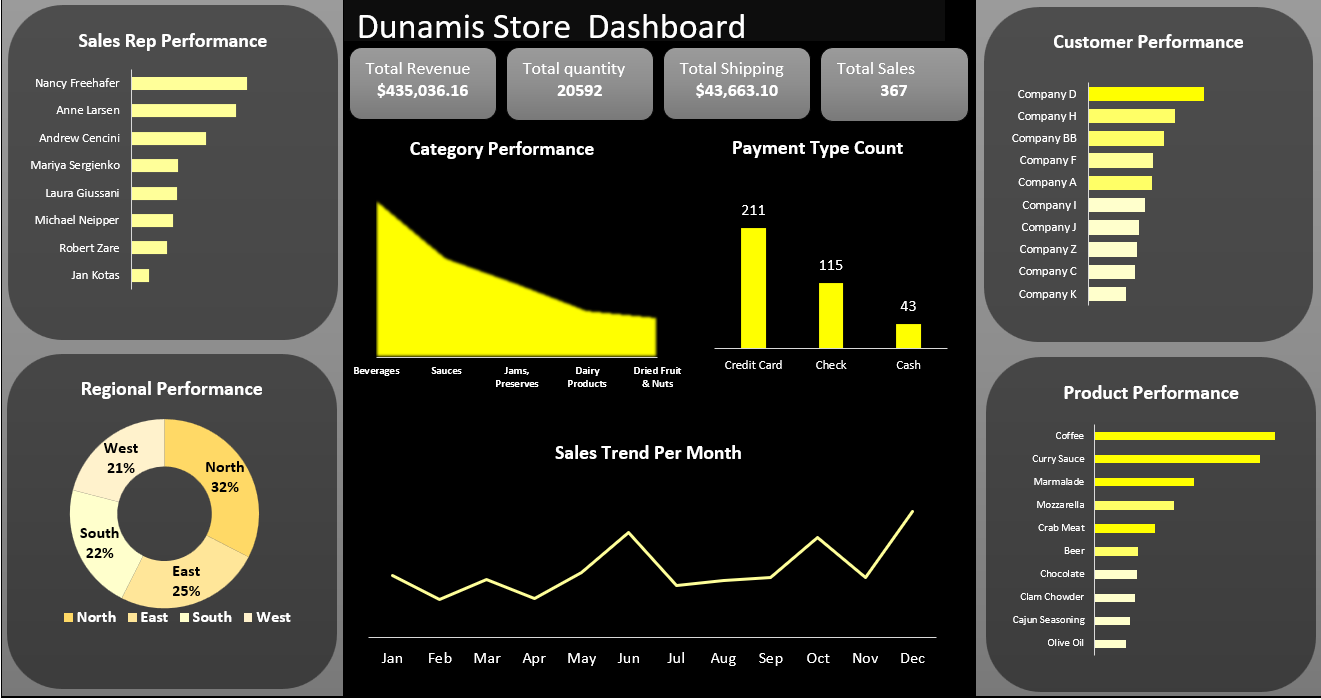 Dunamis Store  Dashboard
Total Revenue
$435,036.16
Total quantity
20592
Total Shipping
$43,663.10
Total Sales
367
Sales Rep Performance
Nancy Freehafer
Anne Larsen
Andrew Cencini
Mariya Sergienko
Laura Giussani
Michael Neipper
Robert Zare
Jan Kotas
Category Performance
Beverages
Sauces
Jams,
Preserves
Dairy
Products
Dried Fruit
& Nuts
Payment Type Count
211
115
43
Credit Card
Check
Cash
Customer Performance
Company D
Company H
Company BB
Company F
Company A
Company I
Company J
Company Z
Company C
Company K
Regional Performance
West
21%
North
32%
South
22%
East
25%
North
East
South
West
Sales Trend Per Month
Jan
Feb
Mar
Apr
May
Jun
Jul
Aug
Sep
Oct
Nov
Dec
Product Performance
Coffee
Curry Sauce
Marmalade
Mozzarella
Crab Meat
Beer
Chocolate
Clam Chowder
Cajun Seasoning
Olive Oil